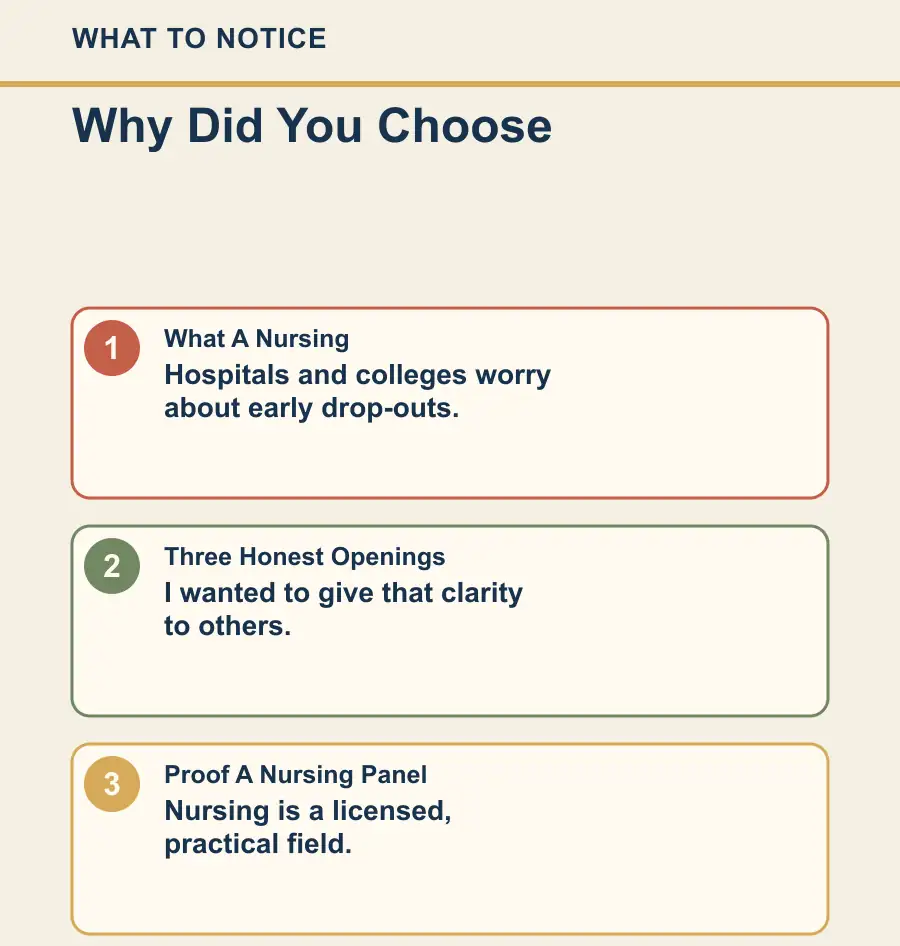 WHAT TO NOTICE
Why Did You Choose
1
What A Nursing
Hospitals and colleges worry
about early drop-outs.
2
Three Honest Openings
I wanted to give that clarity
to others.
3
Proof A Nursing Panel
Nursing is a licensed,
practical field.